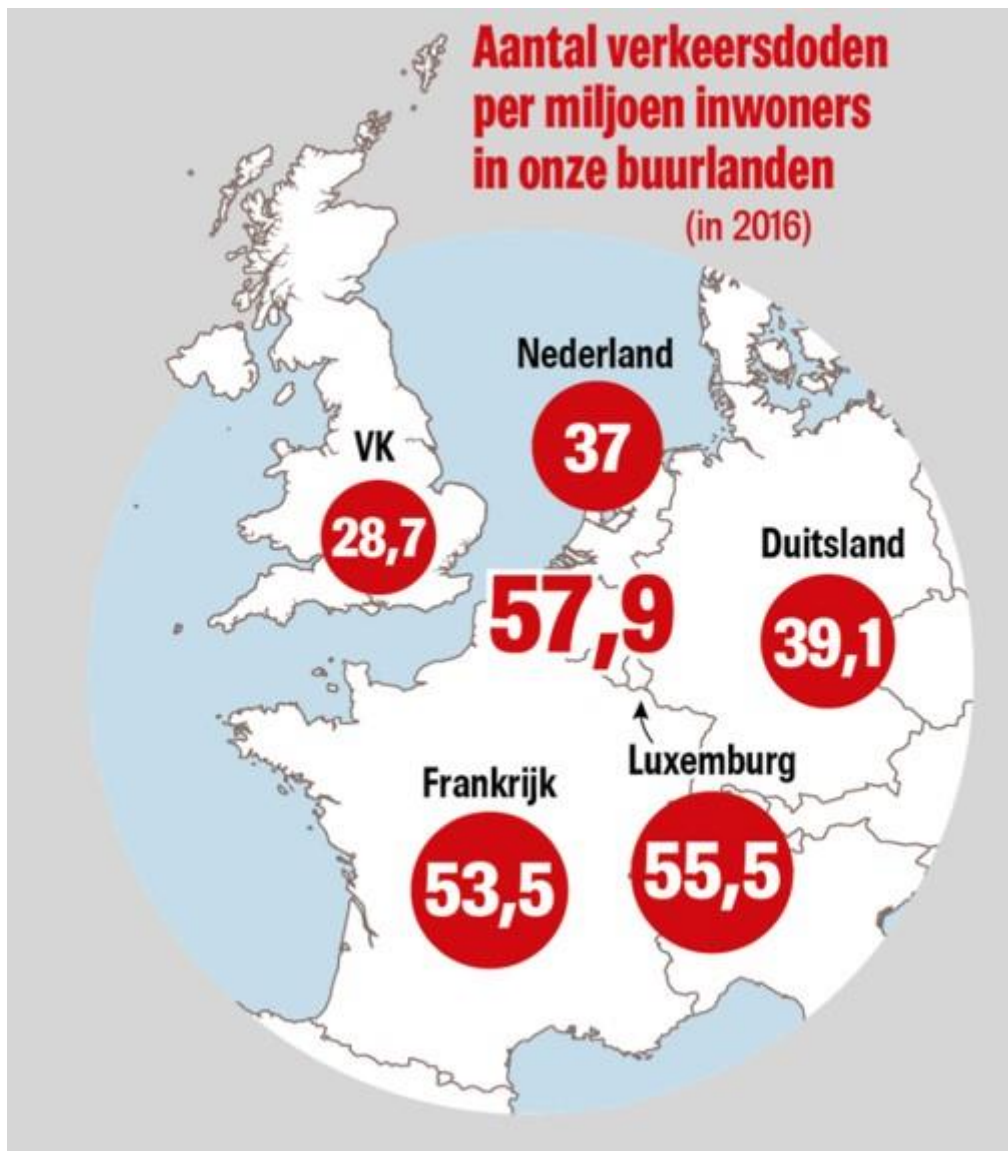 Aantal verkeersdoden
per miljoen inwoners
in onze buurlanden
(in 2016)
Nederland
37
VK
28,7
Duitsland
39,1
57,9
Luxemburg
55,5
Frankrijk
53,5